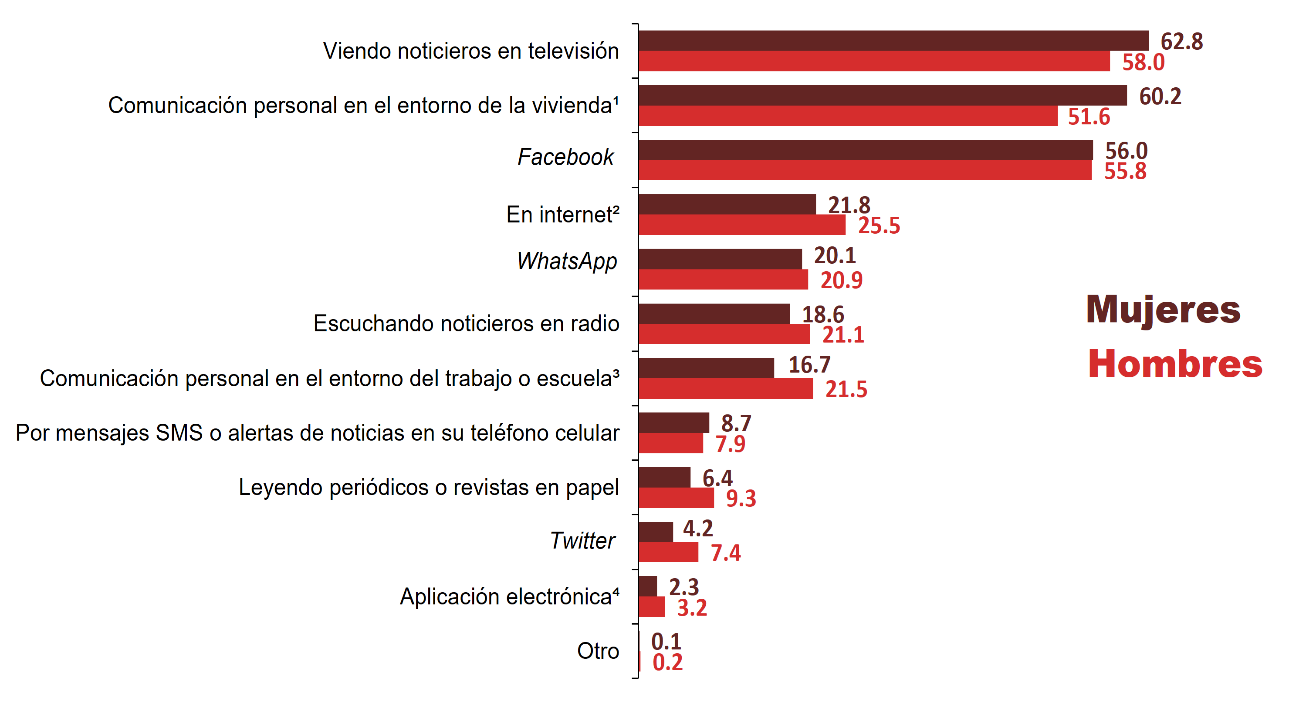 Viendo noticieros en televisión
62.8
58.0
Comunicación personal en el entorno de la vivienda¹
60.2
51.6
Facebook
56.0
55.8
En internet²
21.8
25.5
WhatsApp
20.1
20.9
Escuchando noticieros en radio
18.6
21.1
Mujeres
Hombres
Comunicación personal en el entorno del trabajo o escuela³
16.7
21.5
Por mensajes SMS o alertas de noticias en su teléfono celular
8.7
7.9
Leyendo periódicos o revistas en papel
6.4
9.3
Twitter
4.2
7.4
Aplicación electrónica⁴
2.3
3.2
Otro
0.1
0.2